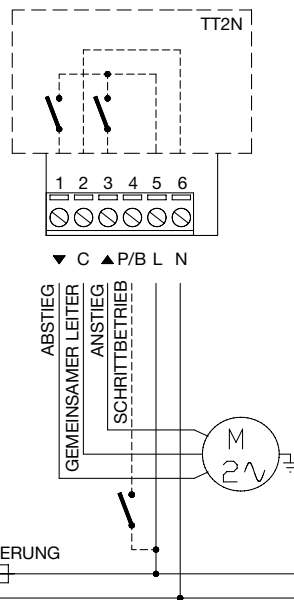 TT2N
1 2 3 4 5 6
▼ C ▲ P/B L N
ABSTIEG
GEMEINSAMER LEITER
ANSTIEG
SCHRITTBETRIEB
M
2∿
ERUNG